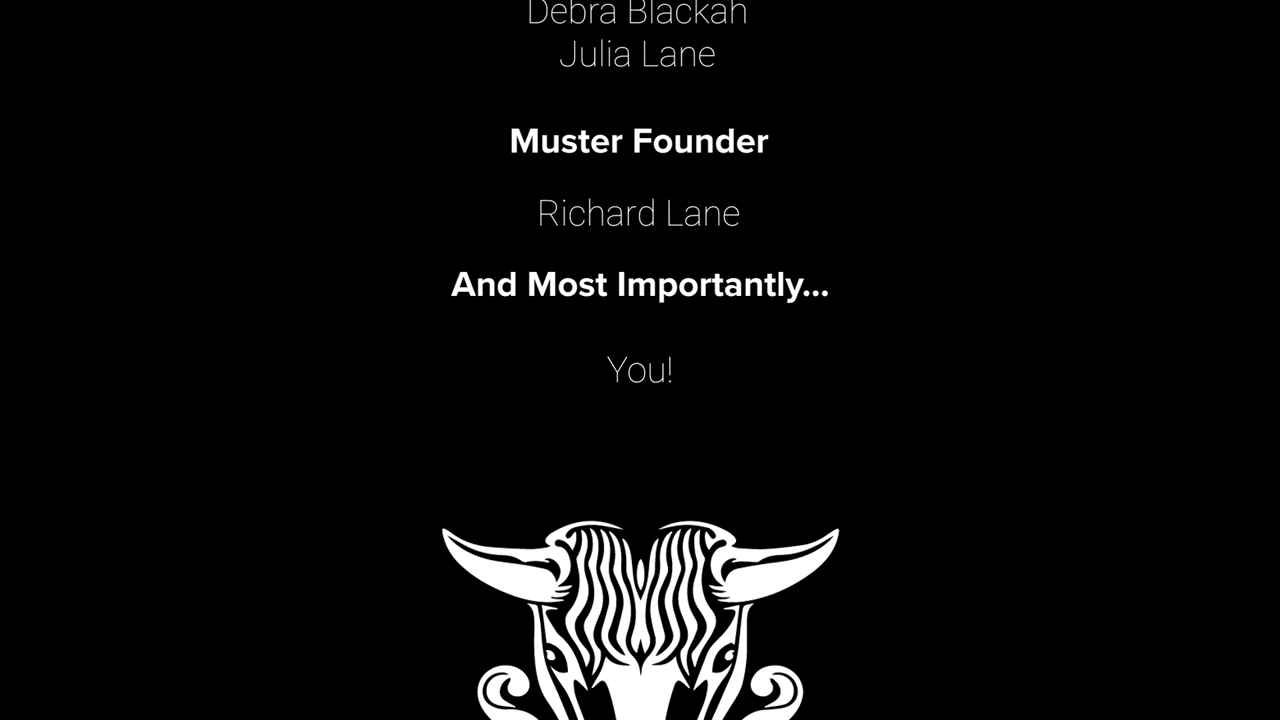 Debra Blackah
Julia Lane
Muster Founder
Richard Lane
And Most Importantly...
You!